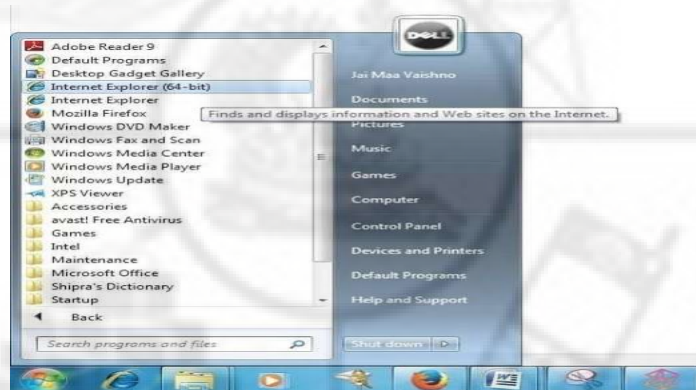 DELL
Adobe Reader 9
Default Programs
Desktop Gadget Gallery
Internet Explorer (64-bit)
Internet Explorer
Mozilla Firefox
Finds and displays information and Web sites on the Internet.
Windows DVD Maker
Windows Fax and Scan
Windows Media Center
Windows Media Player
Windows Update
XPS Viewer
Accessories
avast! Free Antivirus
Games
Intel
Maintenance
Microsoft Office
Shipra's Dictionary
Startup
Back
Search programs and files
Jai Maa Vaishno
Documents
Pictures
Music
Games
Computer
Control Panel
Devices and Printers
Default Programs
Help and Support
Shut down